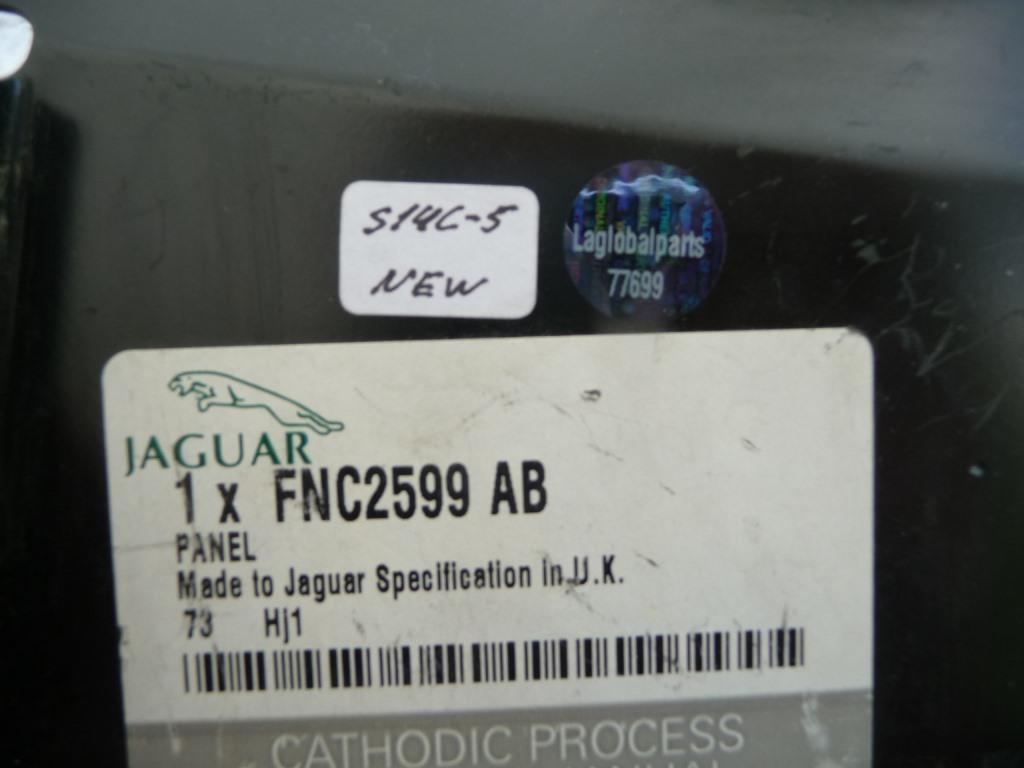 S14C-5
NEW
Laglobalparts
77699
JAGUAR
1 x FNC2599 AB
PANEL
Made to Jaguar Specification in U.K.
73 Hj1
CATHODIC PROCESS